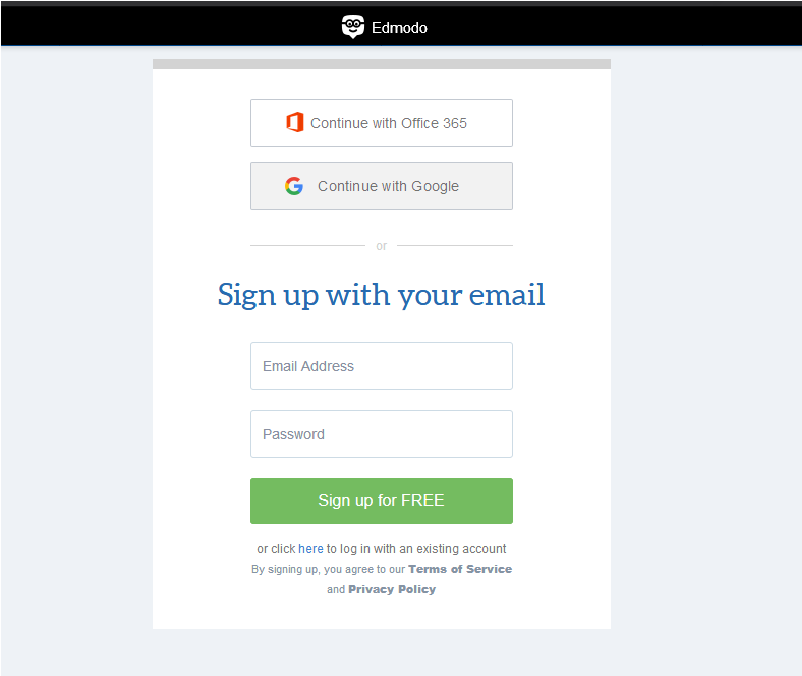 Edmodo
Continue with Office 365
Continue with Google
or
Sign up with your email
Email Address
Password
Sign up for FREE
or click here to log in with an existing account
By signing up, you agree to our Terms of Service
and Privacy Policy